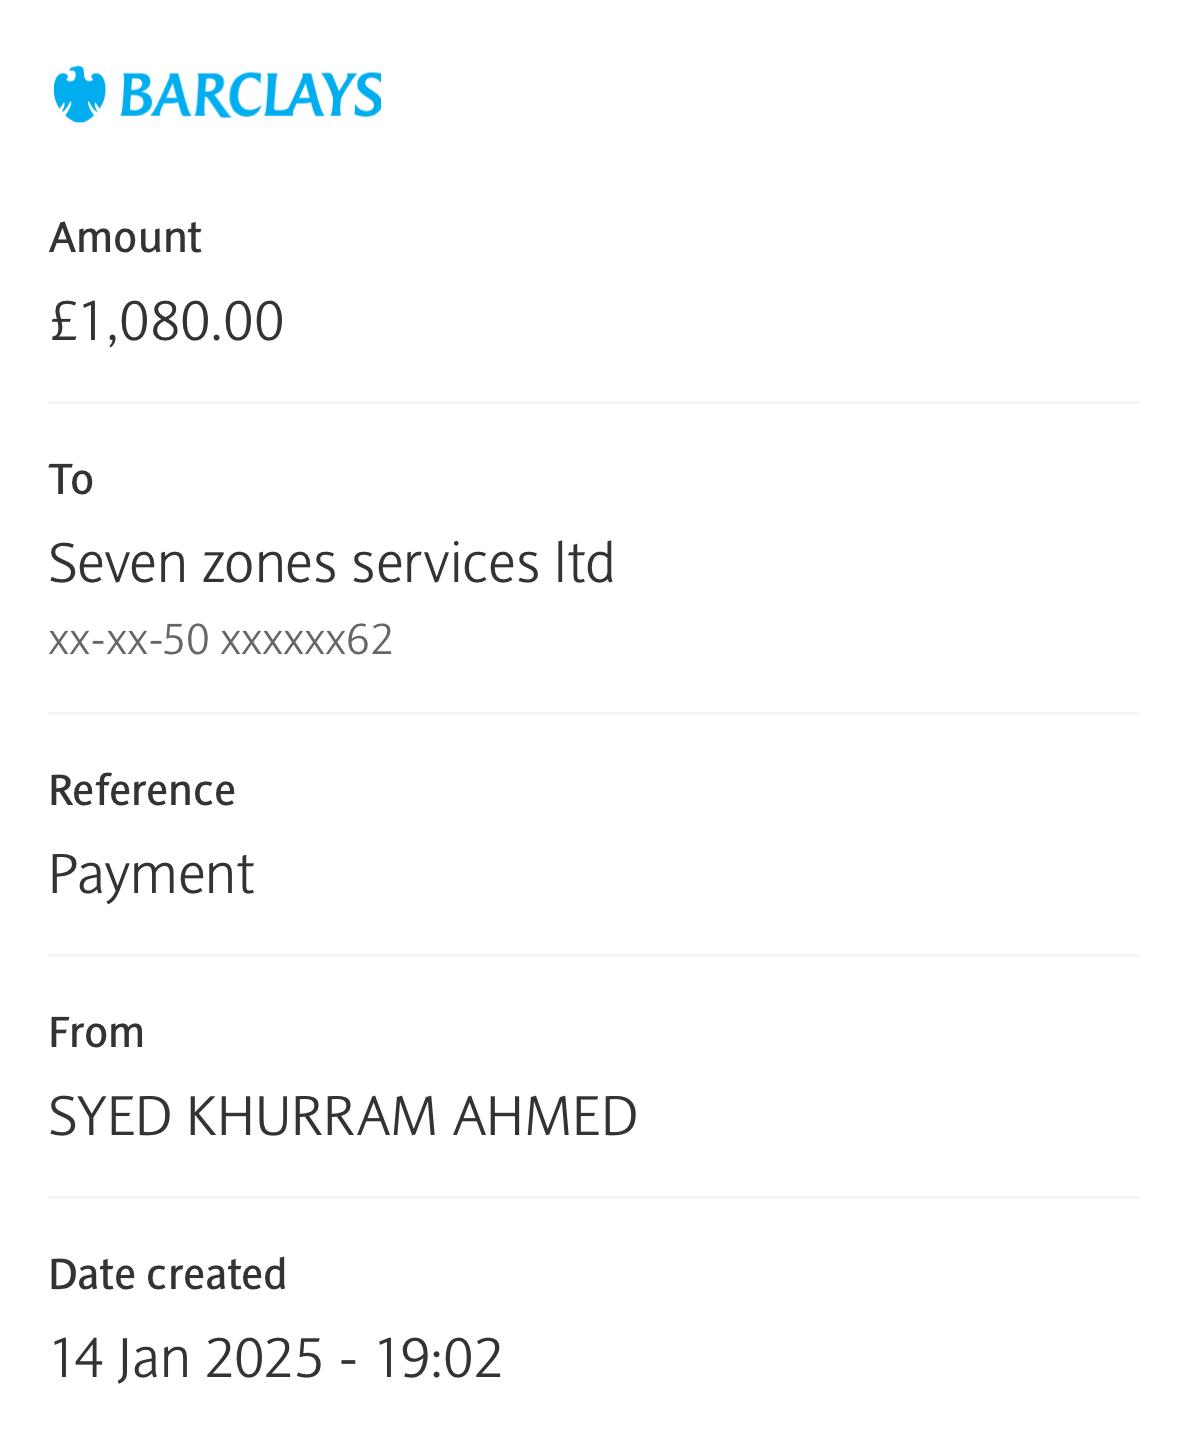 BARCLAYS
Amount
£1,080.00
To
Seven zones services ltd
xx-xx-50 xxxxxx62
Reference
Payment
From
SYED KHURRAM AHMED
Date created
14 Jan 2025 - 19:02